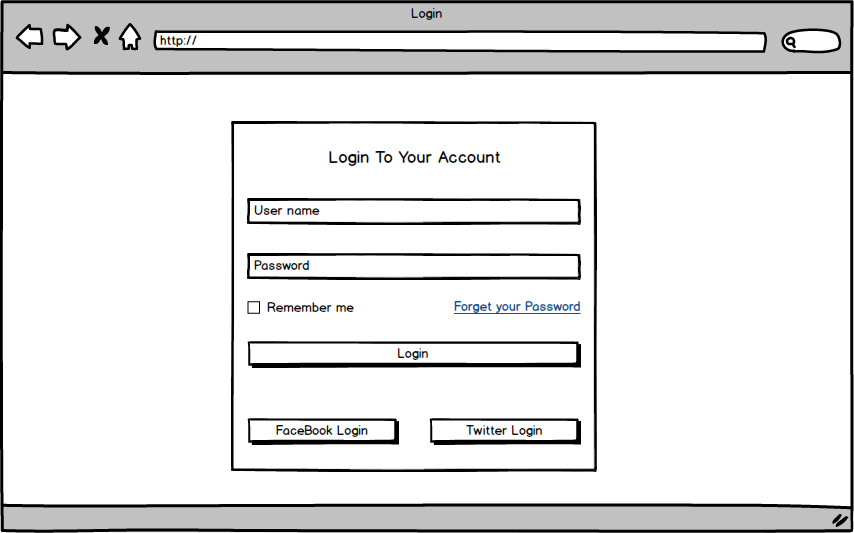 Login
http://
Login To Your Account
User name
Password
Remember me
Forget your Password
Login
FaceBook Login
Twitter Login